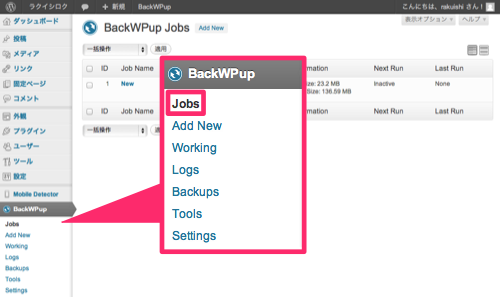 ラクイシロク + 新規 BackWPup こんにちは、rakuishi さん!
表示オプション ヘルプ
ダッシュボード
投稿
メディア
リンク
固定ページ
コメント
外観
プラグイン
ユーザー
ツール
設定
Mobile Detector
BackWPup
Jobs
Add New
Working
Logs
Backups
Tools
Settings
BackWPup Jobs Add New
一括操作 適用
ID Job Name Information Next Run Last Run
1 New Size: 23.2 MB Inactive None
Size: 136.59 MB
ID Job Name Information Next Run Last Run
一括操作
BackWPup
Jobs
Add New
Working
Logs
Backups
Tools
Settings